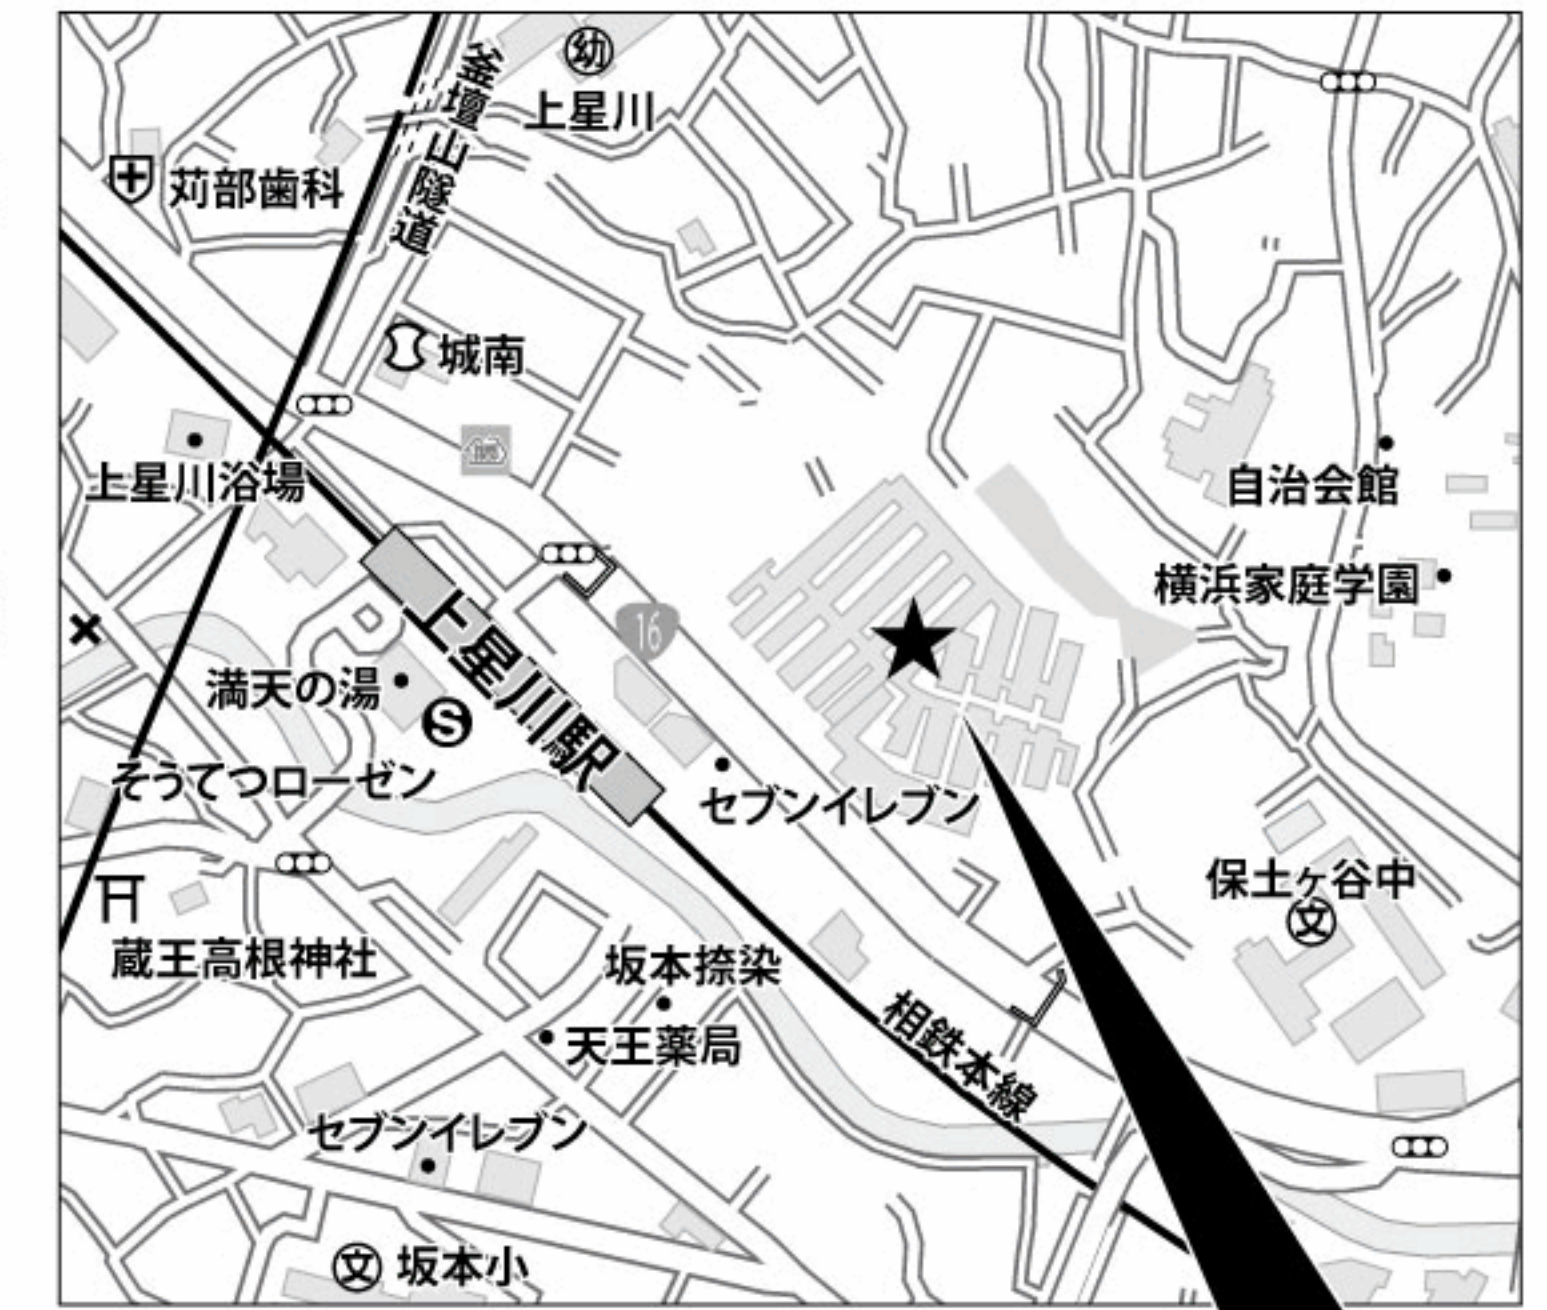 幼
上星川
釜壇山隧道
苅部歯科
城南
上星川浴場
自治会館
横浜家庭学園
16
上星川駅
満天の湯
S
そうてつローゼン
セブンイレブン
保土ヶ谷中
文
蔵王高根神社
坂本捺染
天王薬局
相鉄本線
セブンイレブン
文
坂本小